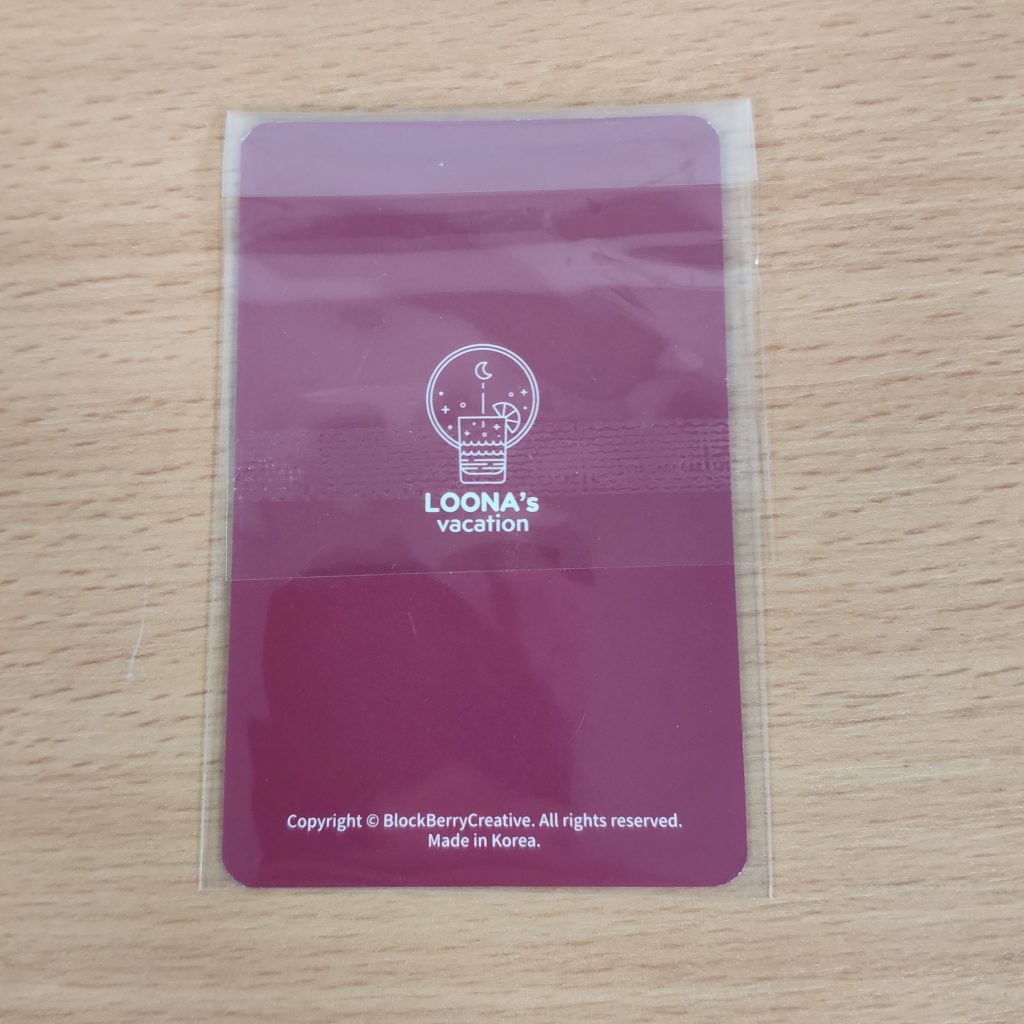 LOONA's
vacation
Copyright © BlockBerryCreative. All rights reserved.
Made in Korea.